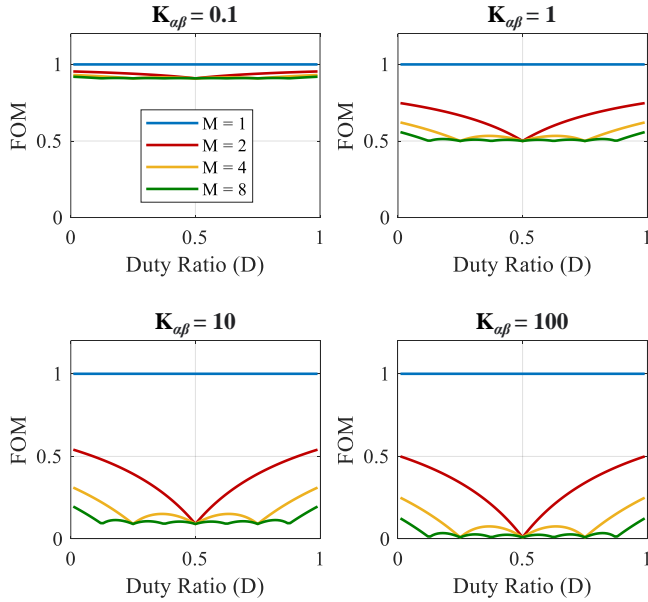 K_αβ = 0.1
1
0.5
0
FOM
M = 1
M = 2
M = 4
M = 8
0
0.5
1
Duty Ratio (D)
K_αβ = 1
1
0.5
0
FOM
0
0.5
1
Duty Ratio (D)
K_αβ = 10
1
0.5
0
FOM
0
0.5
1
Duty Ratio (D)
K_αβ = 100
1
0.5
0
FOM
0
0.5
1
Duty Ratio (D)